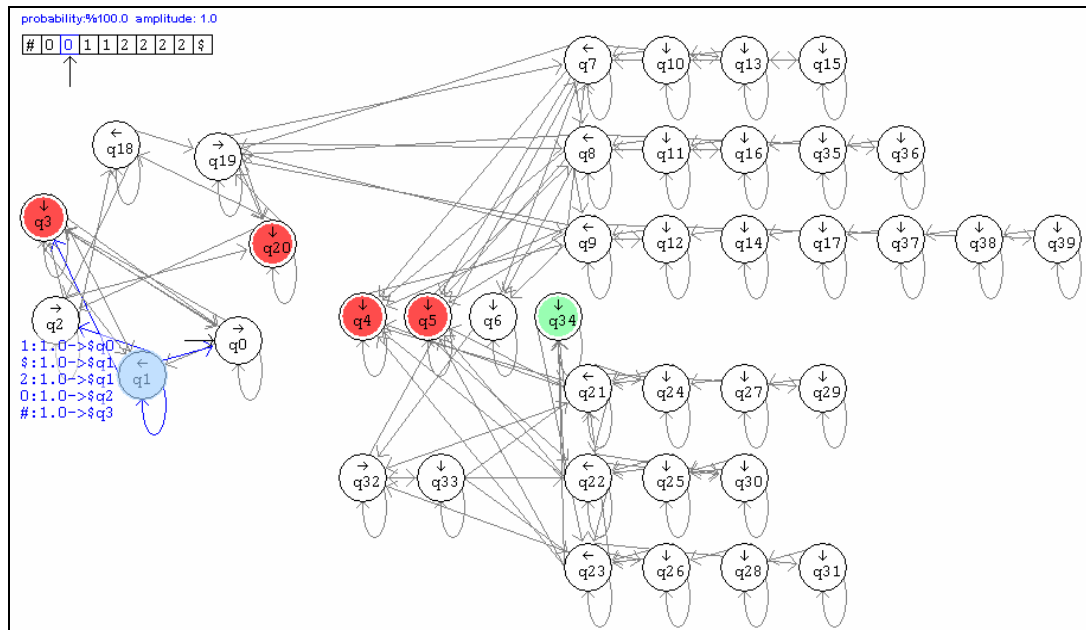 probability:%100.0 amplitude: 1.0
# 0 0 1 1 2 2 2 2 $
q7 q10 q13 q15
q18 q19 q8 q11 q16 q35 q36
q3 q20 q9 q12 q14 q17 q37 q38 q39
q2 q0 q4 q5 q6 q34
1:1.0->$q0
$:1.0->$q1
2:1.0->$q1
0:1.0->$q2
#:1.0->$q3
q1 q21 q24 q27 q29
q32 q33 q22 q25 q30
q23 q26 q28 q31